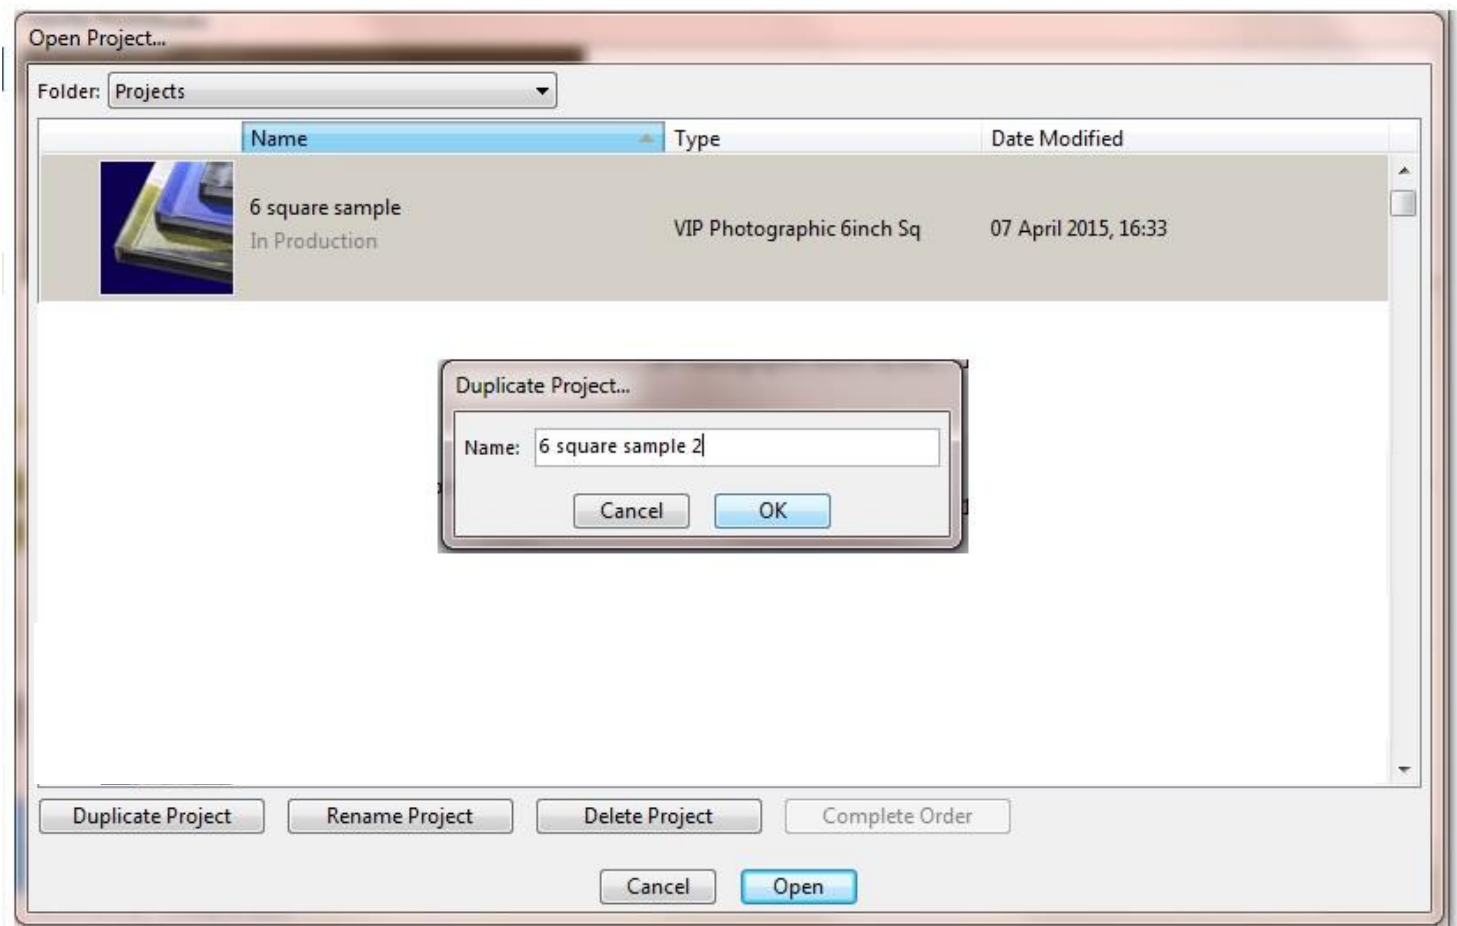 Open Project...
Folder: Projects
Name Type Date Modified
6 square sample
In Production
VIP Photographic 6inch Sq 07 April 2015, 16:33
Duplicate Project...
Name: 6 square sample 2
Cancel OK
Duplicate Project Rename Project Delete Project Complete Order
Cancel Open